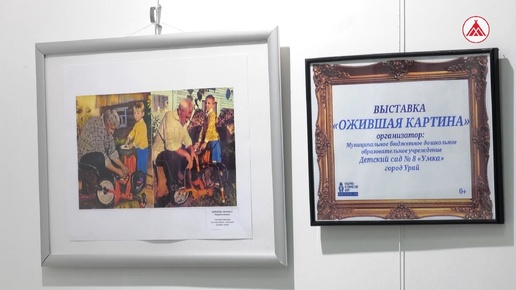 ВЫСТАВКА
«ОЖИВШАЯ КАРТИНА»
организатор:
Муниципальное бюджетное дошкольное
образовательное учреждение
Детский сад № 8 «Умка»
город Урай
0+